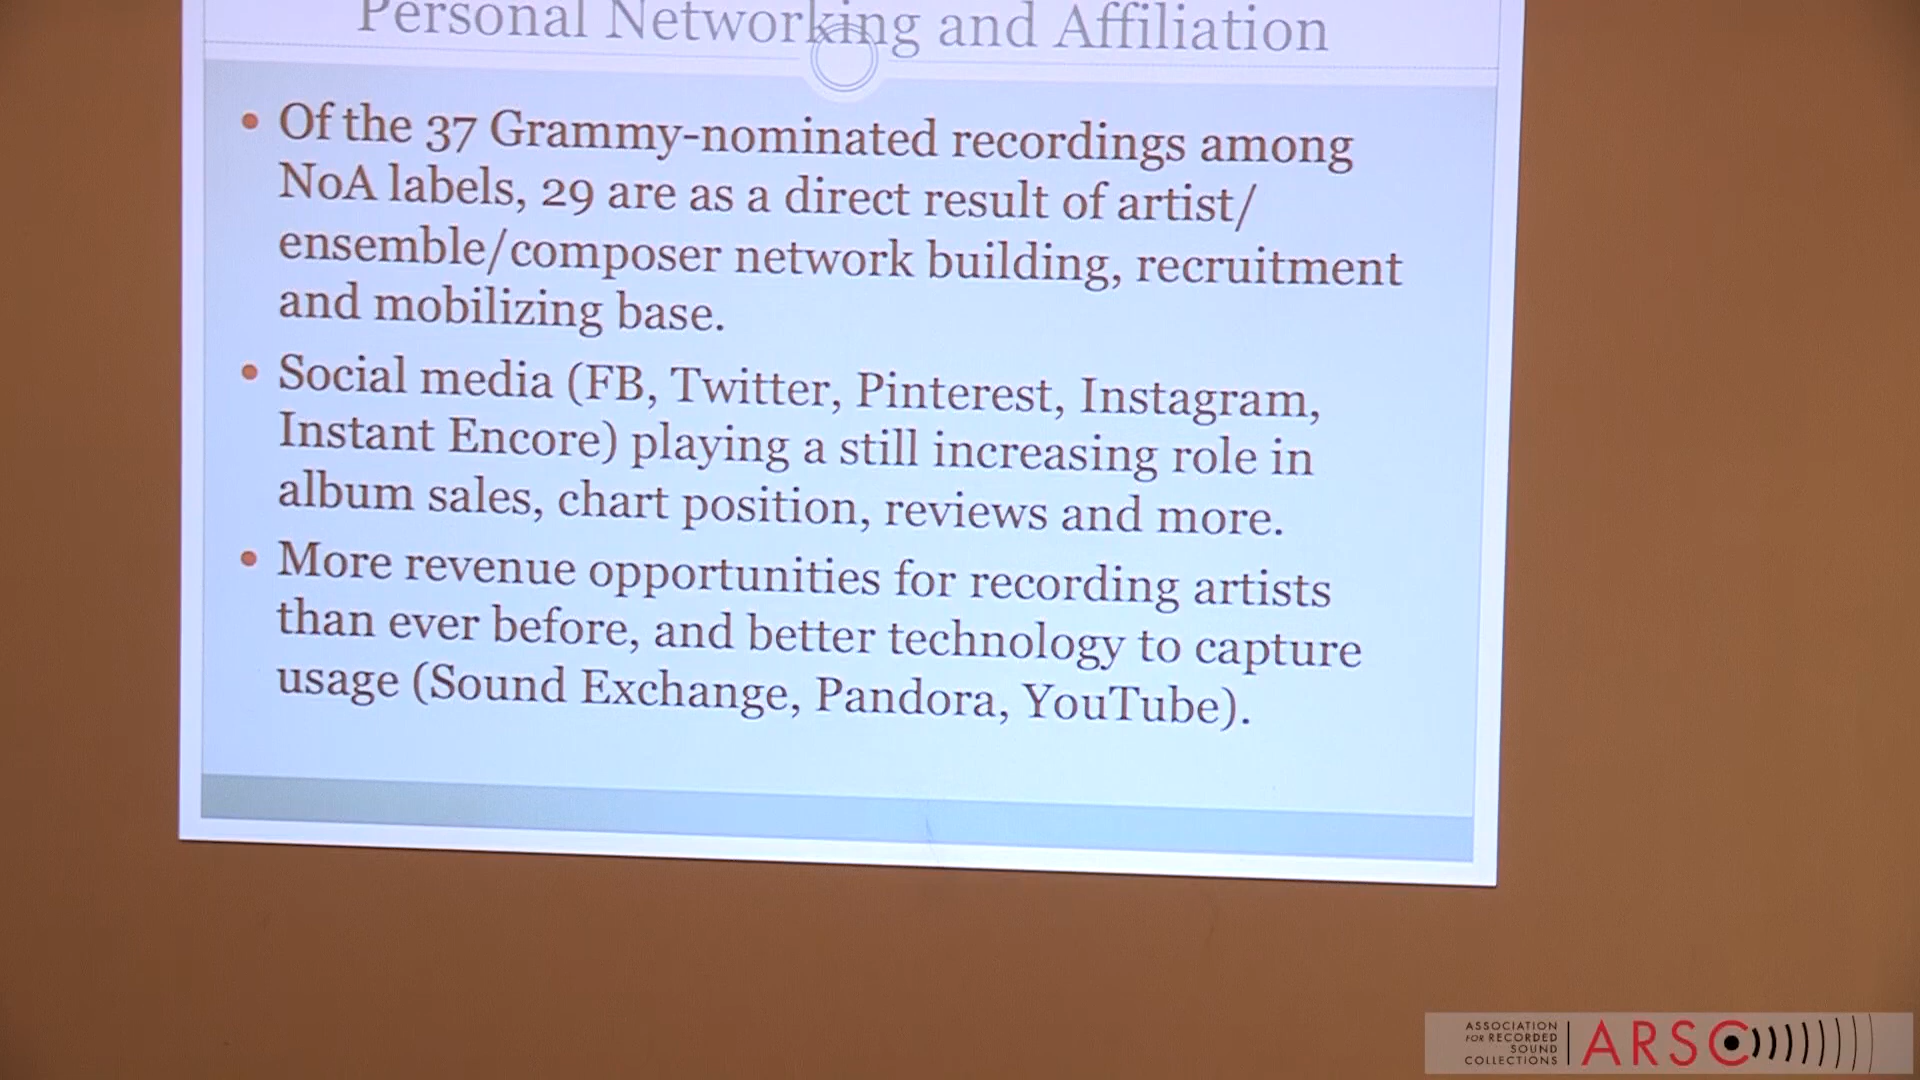 Personal Networking and Affiliation
• Of the 37 Grammy-nominated recordings among
NoA labels, 29 are as a direct result of artist/
ensemble/composer network building, recruitment
and mobilizing base.
• Social media (FB, Twitter, Pinterest, Instagram,
Instant Encore) playing a still increasing role in
album sales, chart position, reviews and more.
• More revenue opportunities for recording artists
than ever before, and better technology to capture
usage (Sound Exchange, Pandora, YouTube).
ASSOCIATION
FOR RECORDED
SOUND
COLLECTIONS
ARSC